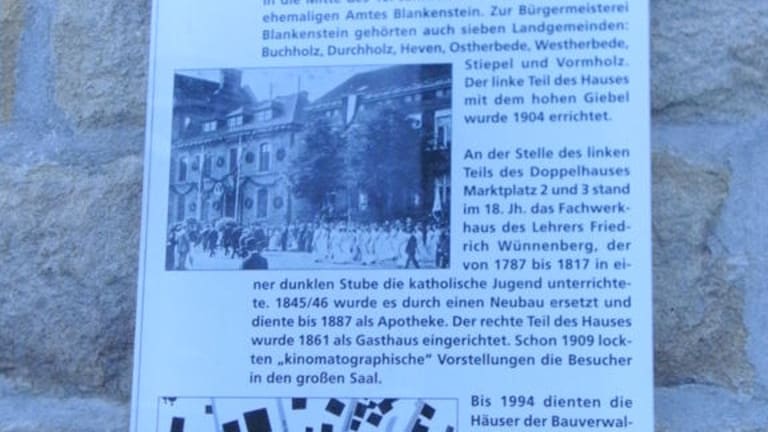 in die Mitte des
ehemaligen Amtes Blankenstein. Zur Bürgermeisterei
Blankenstein gehörten auch sieben Landgemeinden:
Buchholz, Durchholz, Heven, Ostherbede, Westherbede,
Stiepel und Vormholz.
Der linke Teil des Hauses
mit dem hohen Giebel
wurde 1904 errichtet.
An der Stelle des linken
Teils des Doppelhauses
Marktplatz 2 und 3 stand
im 18. Jh. das Fachwerk-
haus des Lehrers Fried-
rich Wünnenberg, der
von 1787 bis 1817 in ei-
ner dunklen Stube die katholische Jugend unterrichte-
te. 1845/46 wurde es durch einen Neubau ersetzt und
diente bis 1887 als Apotheke. Der rechte Teil des Hauses
wurde 1861 als Gasthaus eingerichtet. Schon 1909 lock-
ten „kinomatographische“ Vorstellungen die Besucher
in den großen Saal.
Bis 1994 dienten die
Häuser der Bauverwal-